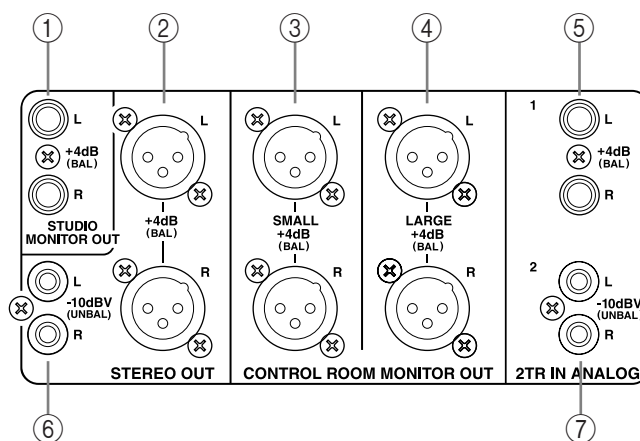 ① ② ③ ④ ⑤
L
+4dB
(BAL)
R
STUDIO
MONITOR OUT
L
-10dBV
(UNBAL)
R
L
+4dB
(BAL)
R
STEREO OUT
L
SMALL
+4dB
(BAL)
R
L
LARGE
+4dB
(BAL)
R
CONTROL ROOM MONITOR OUT
1
L
+4dB
(BAL)
R
2
L
-10dBV
(UNBAL)
R
2TR IN ANALOG
⑥ ⑦